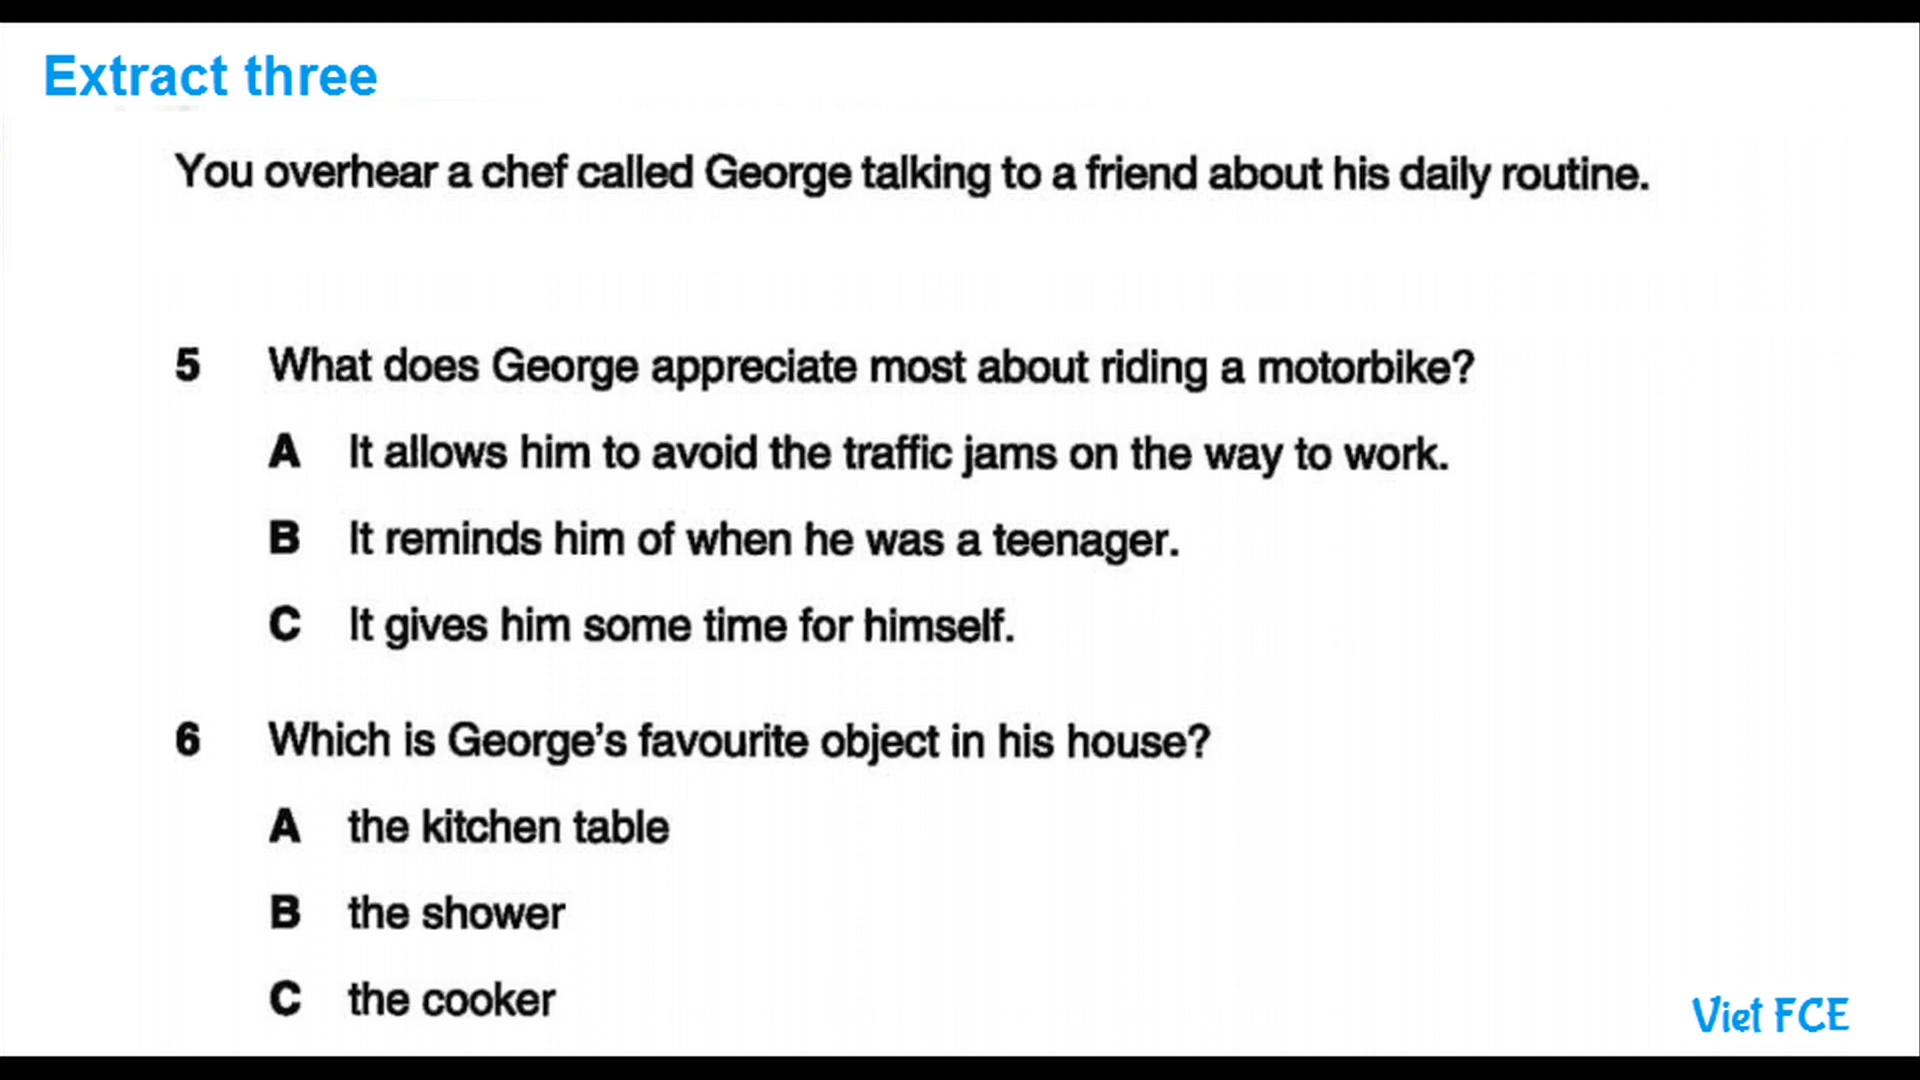 Extract three
You overhear a chef called George talking to a friend about his daily routine.
5 What does George appreciate most about riding a motorbike?
A It allows him to avoid the traffic jams on the way to work.
B It reminds him of when he was a teenager.
C It gives him some time for himself.
6 Which is George's favourite object in his house?
A the kitchen table
B the shower
C the cooker
Viet FCE